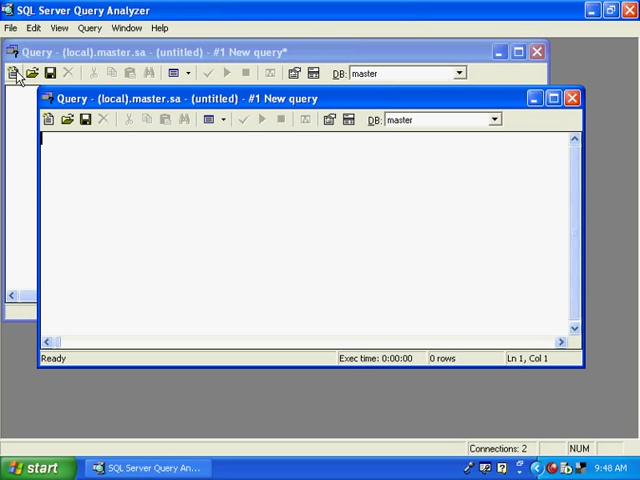 SQL Server Query Analyzer
File Edit View Query Window Help
Query - (local).master.sa - (untitled) - #1 New query*
DB: master
Query - (local).master.sa - (untitled) - #1 New query
DB: master
Ready Exec time: 0:00:00 0 rows Ln 1, Col 1
Connections: 2 NUM
start SQL Server Query An... 9:48 AM